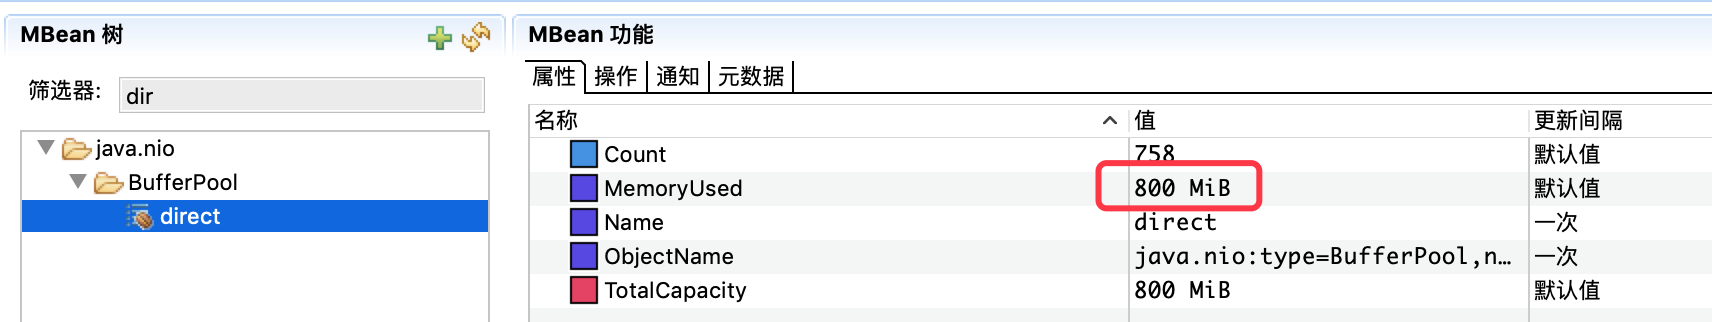 MBean 树
筛选器:
dir
java.nio
BufferPool
direct
MBean 功能
属性 操作 通知 元数据
名称 值 更新间隔
Count 758 默认值
MemoryUsed 800 MiB 默认值
Name direct 一次
ObjectName java.nio:type=BufferPool,n… 一次
TotalCapacity 800 MiB 默认值